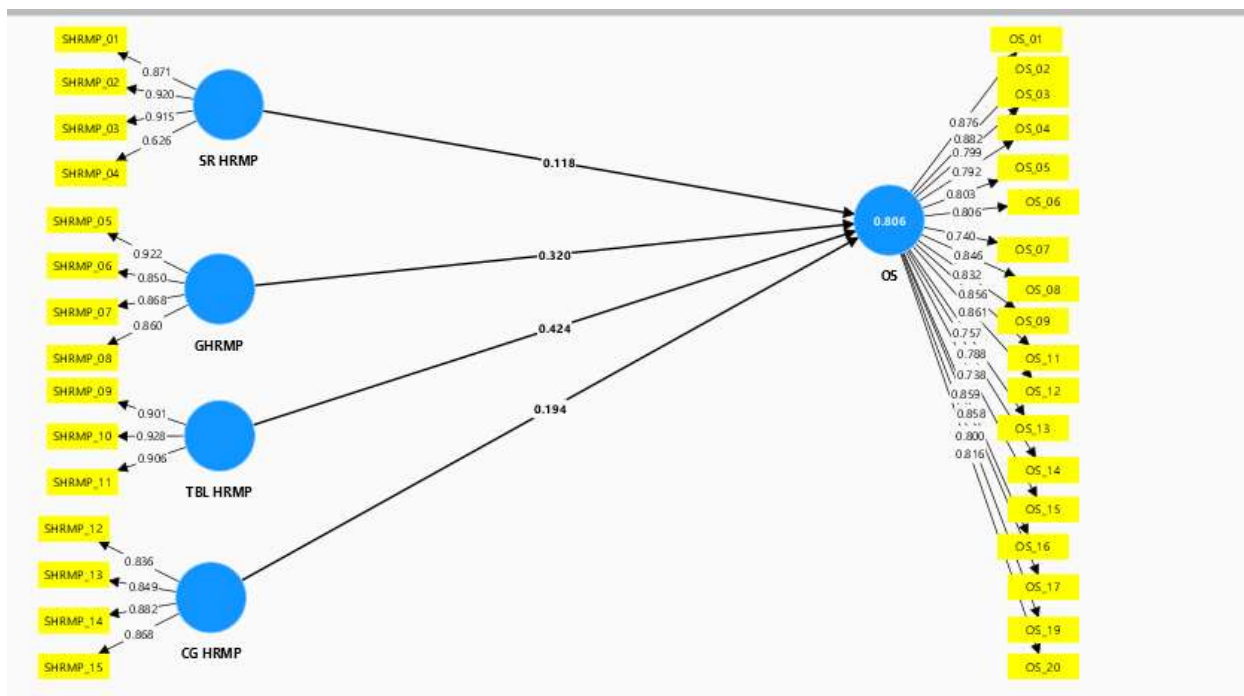 SHRMP_01
0.871
SHRMP_02
0.920
SHRMP_03
0.915
SHRMP_04
0.626
SR HRMP
SHRMP_05
0.922
SHRMP_06
0.850
SHRMP_07
0.868
SHRMP_08
0.860
GHRMP
SHRMP_09
0.901
SHRMP_10
0.928
SHRMP_11
0.906
TBL HRMP
SHRMP_12
0.836
SHRMP_13
0.849
SHRMP_14
0.882
SHRMP_15
0.868
CG HRMP
0.118
0.320
0.424
0.194
0.806
OS
0.876
0.882
0.799
0.792
0.803
0.806
0.740
0.846
0.832
0.856
0.861
0.757
0.788
0.738
0.859
0.858
0.800
0.816
OS_01
OS_02
OS_03
OS_04
OS_05
OS_06
OS_07
OS_08
OS_09
OS_11
OS_12
OS_13
OS_14
OS_15
OS_16
OS_17
OS_19
OS_20